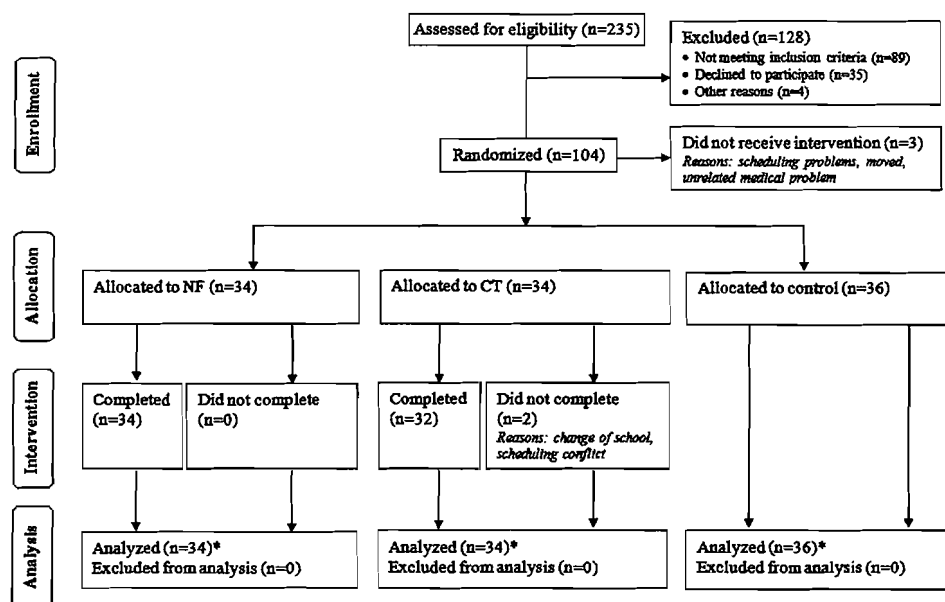 Enrollment
Assessed for eligibility (n=235)
Excluded (n=128)
• Not meeting inclusion criteria (n=89)
• Declined to participate (n=35)
• Other reasons (n=4)
Randomized (n=104)
Did not receive intervention (n=3)
Reasons: scheduling problems, moved,
unrelated medical problem
Allocation
Allocated to NF (n=34)
Allocated to CT (n=34)
Allocated to control (n=36)
Intervention
Completed
(n=34)
Did not complete
(n=0)
Completed
(n=32)
Did not complete
(n=2)
Reasons: change of school,
scheduling conflict
Analysis
Analyzed (n=34)*
Excluded from analysis (n=0)
Analyzed (n=34)*
Excluded from analysis (n=0)
Analyzed (n=36)*
Excluded from analysis (n=0)